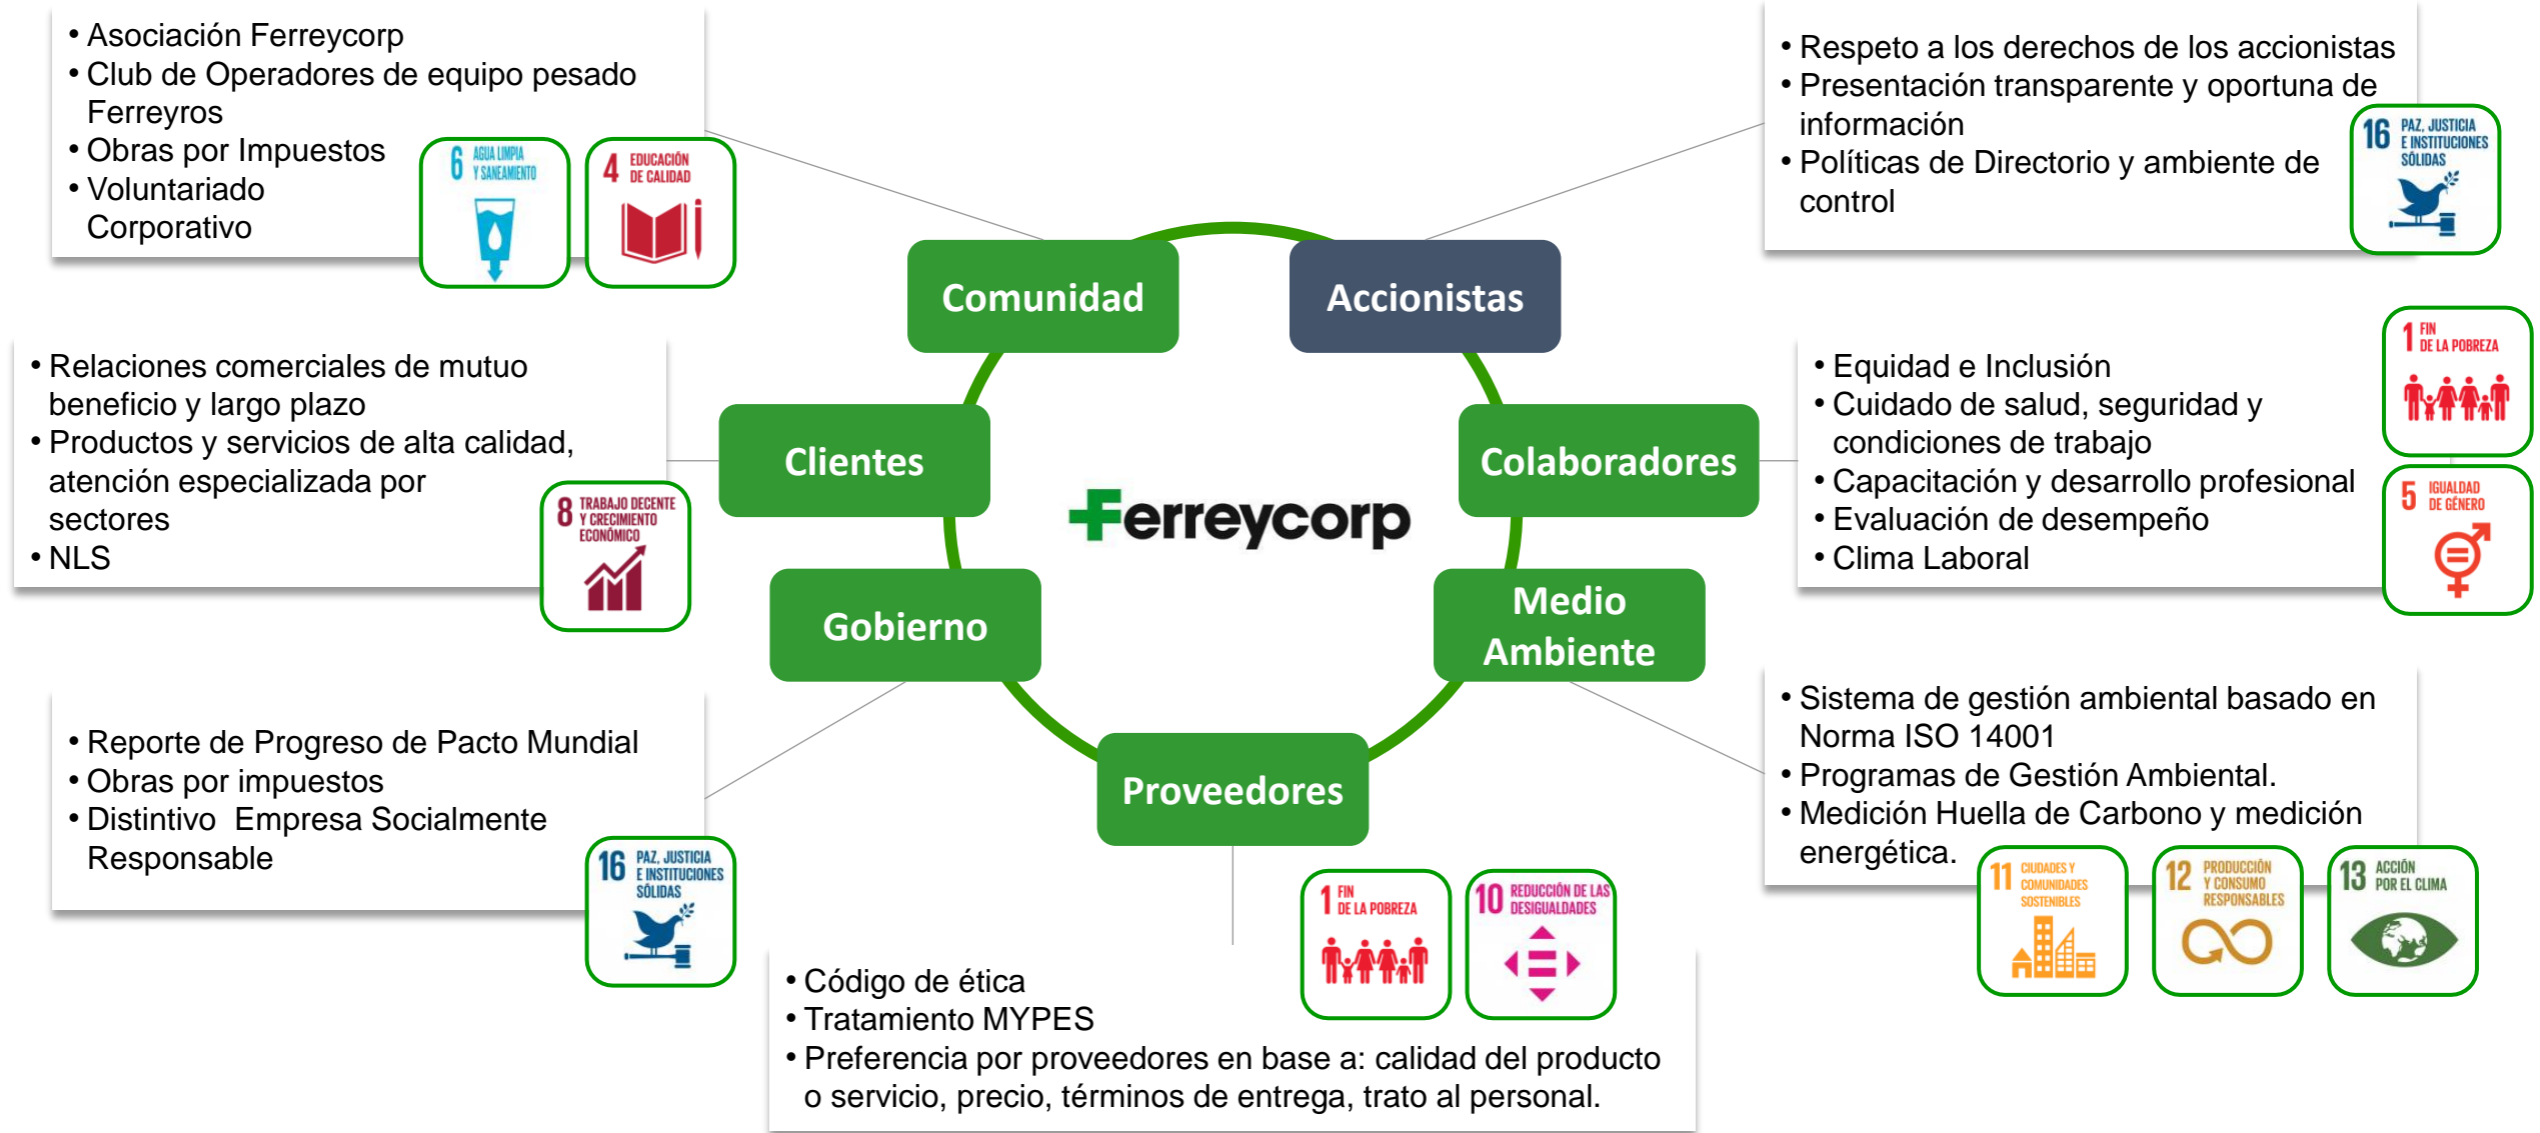 • Asociación Ferreycorp
• Club de Operadores de equipo pesado
Ferreyros
• Obras por Impuestos
• Voluntariado
Corporativo
6 AGUA LIMPIA
Y SANEAMIENTO
4 EDUCACIÓN
DE CALIDAD
• Respeto a los derechos de los accionistas
• Presentación transparente y oportuna de
información
• Políticas de Directorio y ambiente de
control
16 PAZ, JUSTICIA
E INSTITUCIONES
SÓLIDAS
Comunidad
Accionistas
• Relaciones comerciales de mutuo
beneficio y largo plazo
• Productos y servicios de alta calidad,
atención especializada por
sectores
• NLS
8 TRABAJO DECENTE
Y CRECIMIENTO
ECONÓMICO
Clientes
Ferreycorp
Colaboradores
• Equidad e Inclusión
• Cuidado de salud, seguridad y
condiciones de trabajo
• Capacitación y desarrollo profesional
• Evaluación de desempeño
• Clima Laboral
1 FIN
DE LA POBREZA
5 IGUALDAD
DE GÉNERO
Gobierno
Medio
Ambiente
• Reporte de Progreso de Pacto Mundial
• Obras por impuestos
• Distintivo  Empresa Socialmente
Responsable
16 PAZ, JUSTICIA
E INSTITUCIONES
SÓLIDAS
Proveedores
• Sistema de gestión ambiental basado en
Norma ISO 14001
• Programas de Gestión Ambiental.
• Medición Huella de Carbono y medición
energética.
11 CIUDADES Y
COMUNIDADES
SOSTENIBLES
12 PRODUCCIÓN
Y CONSUMO
RESPONSABLES
13 ACCIÓN
POR EL CLIMA
1 FIN
DE LA POBREZA
10 REDUCCIÓN DE LAS
DESIGUALDADES
• Código de ética
• Tratamiento MYPES
• Preferencia por proveedores en base a: calidad del producto
o servicio, precio, términos de entrega, trato al personal.